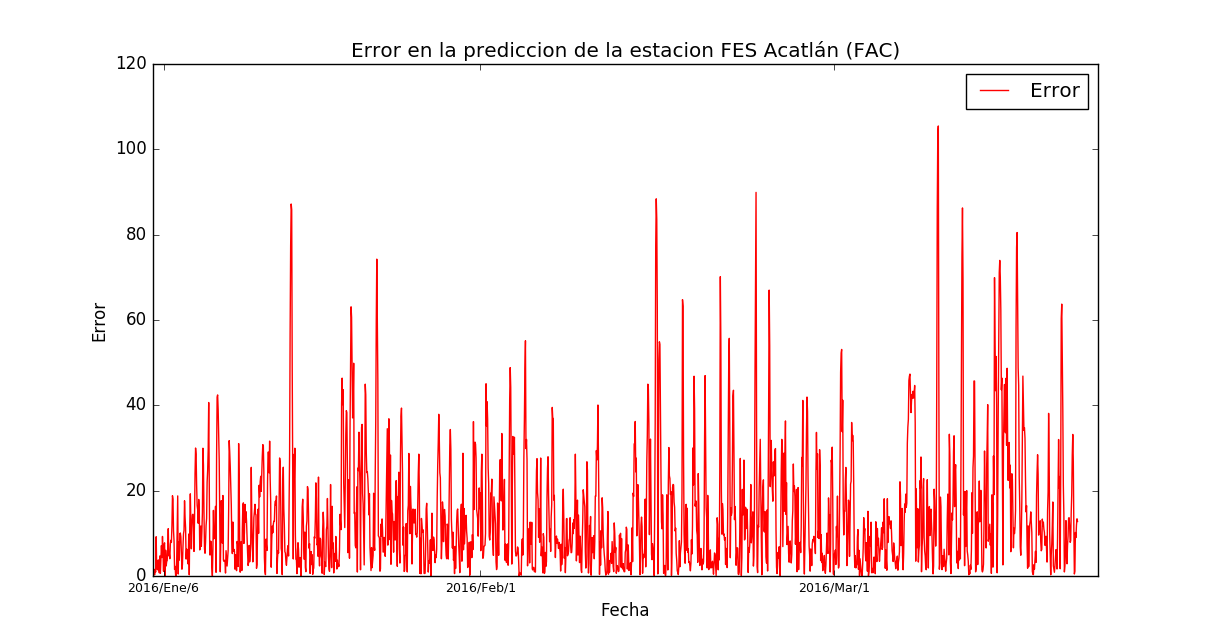 Error en la prediccion de la estacion FES Acatlán (FAC)
Error
120
100
80
60
40
20
0
Error
2016/Ene/6
2016/Feb/1
2016/Mar/1
Fecha